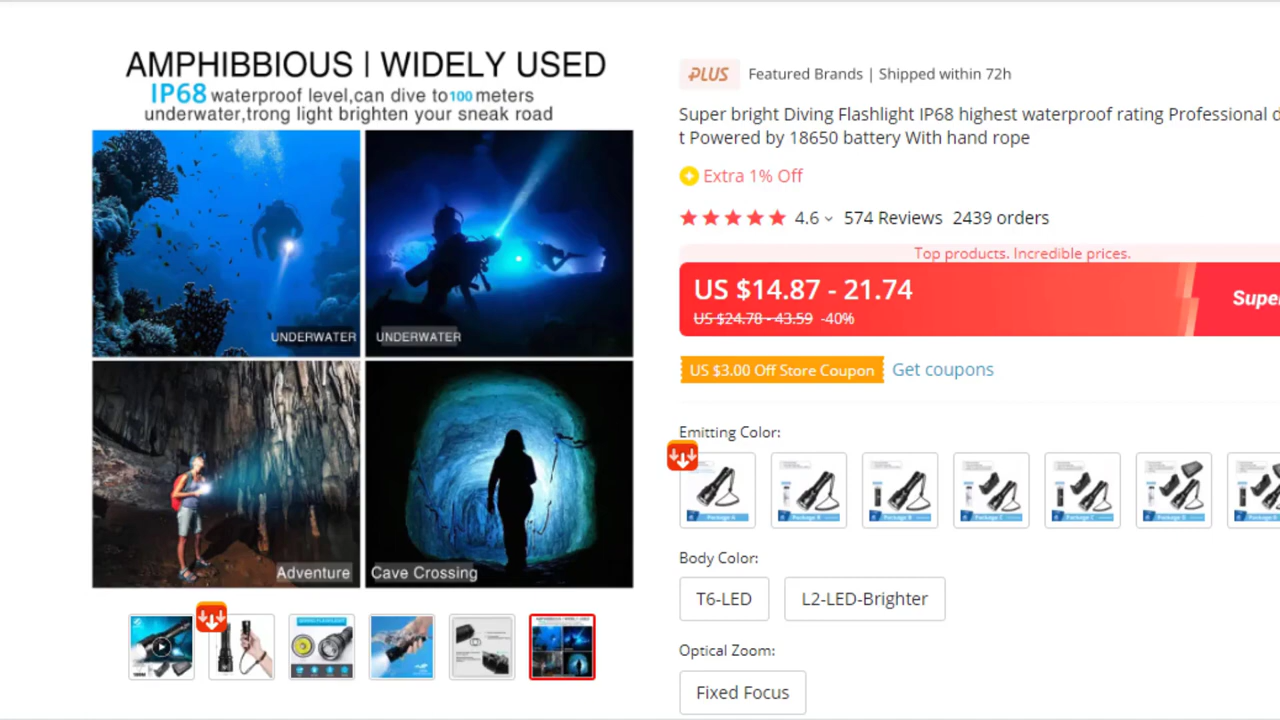 AMPHIBBIOUS | WIDELY USED
IP68 waterproof level,can dive to100 meters
underwater,trong light brighten your sneak road
UNDERWATER
UNDERWATER
Adventure
Cave Crossing
PLUS Featured Brands | Shipped within 72h
Super bright Diving Flashlight IP68 highest waterproof rating Professional d
t Powered by 18650 battery With hand rope
Extra 1% Off
4.6 574 Reviews 2439 orders
Top products. Incredible prices.
US $14.87 - 21.74
US $24.78 - 43.59 -40%
Super
US $3.00 Off Store Coupon Get coupons
Emitting Color:
Package A
Body Color:
T6-LED L2-LED-Brighter
Optical Zoom:
Fixed Focus